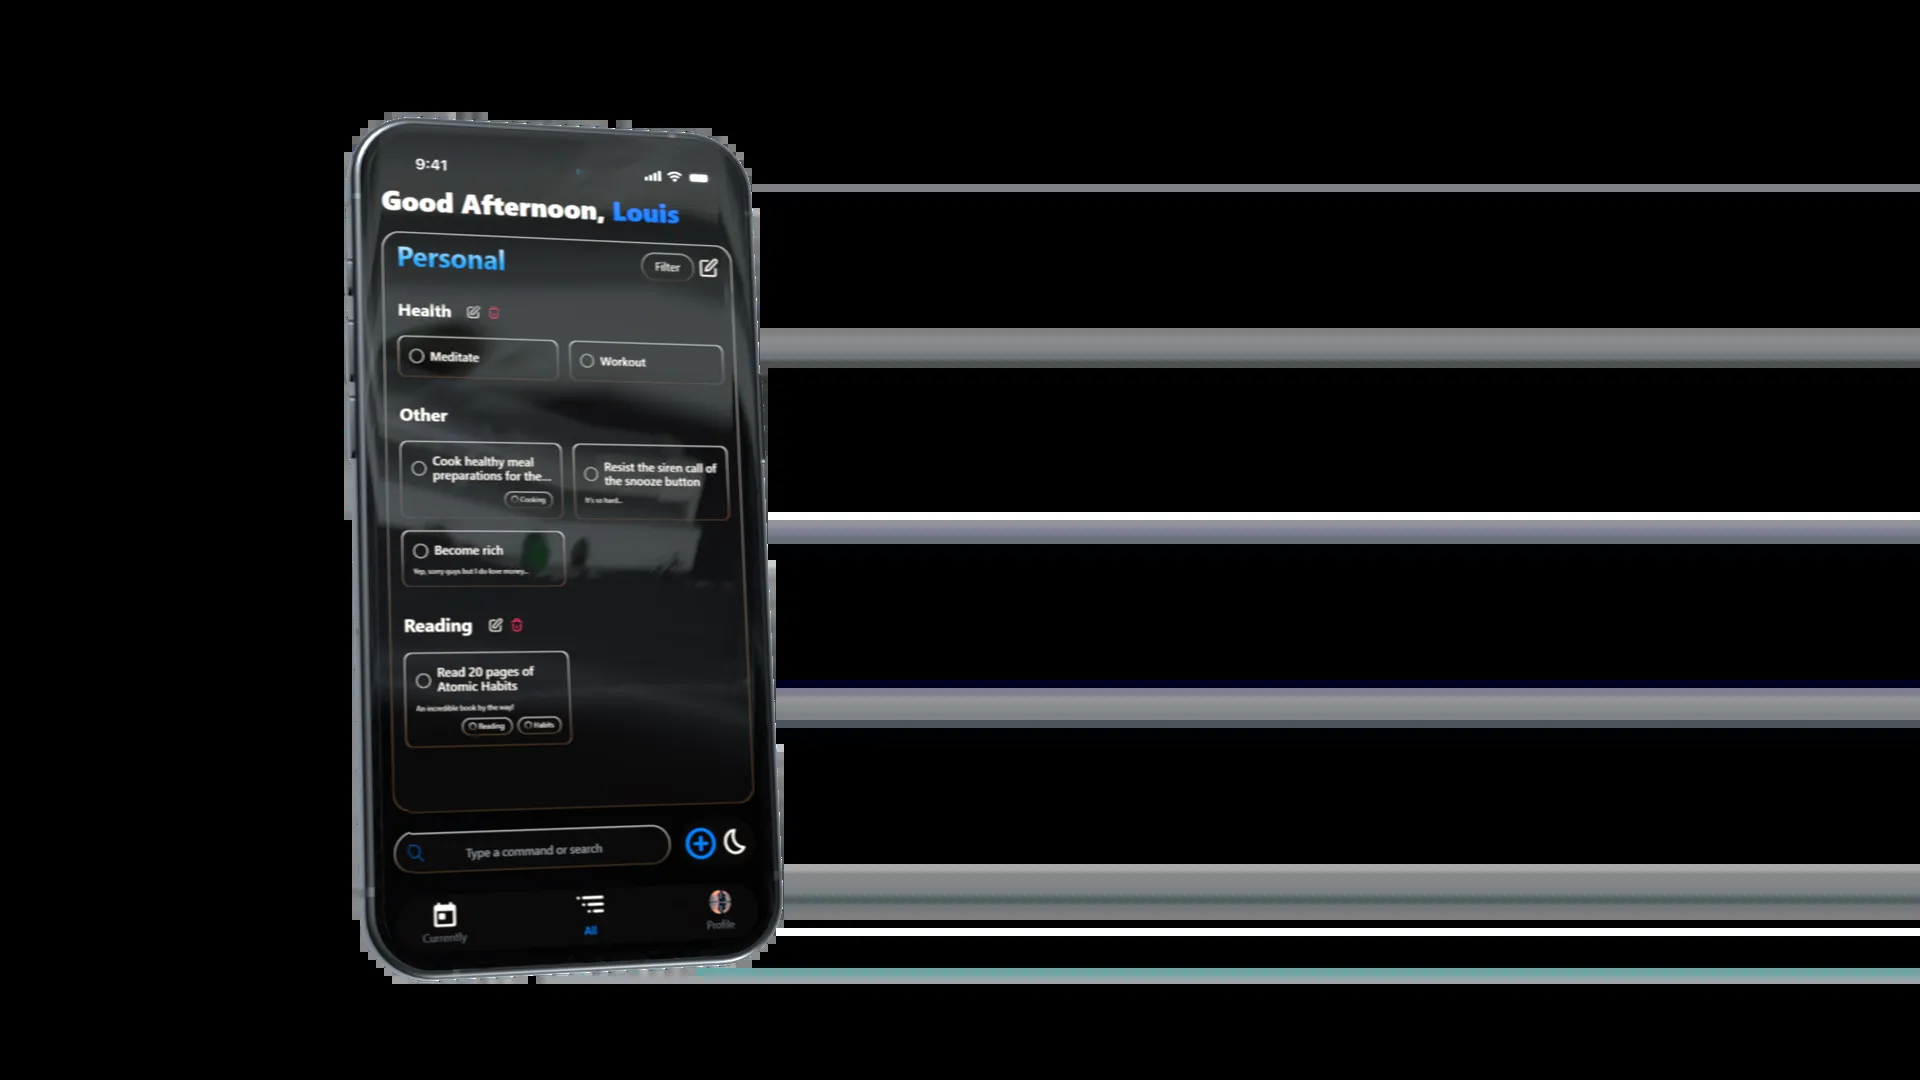 9:41
Good Afternoon, Louis
Personal
Filter
Health
Meditate
Workout
Other
Cook healthy meal
preparations for the...
Cooking
Resist the siren call of
the snooze button
It's so hard...
Become rich
Yep, sorry guys but I do love money...
Reading
Read 20 pages of
Atomic Habits
An incredible book by the way!
Reading
Habits
Type a command or search
Currently
All
Profile